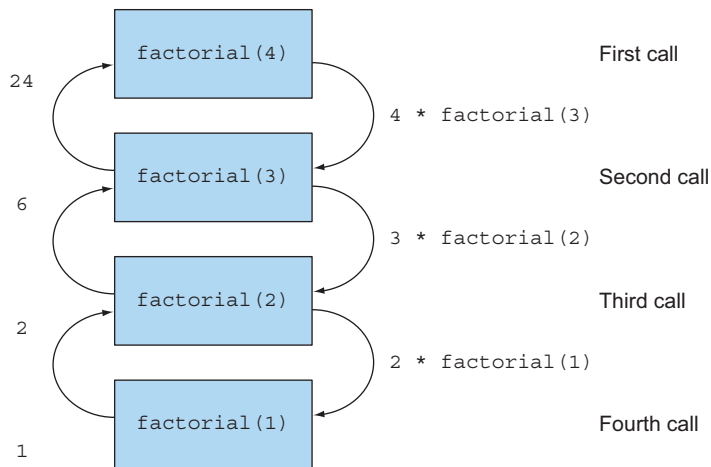 factorial(4)
First call
24
4 * factorial(3)
factorial(3)
Second call
6
3 * factorial(2)
factorial(2)
Third call
2
2 * factorial(1)
factorial(1)
Fourth call
1